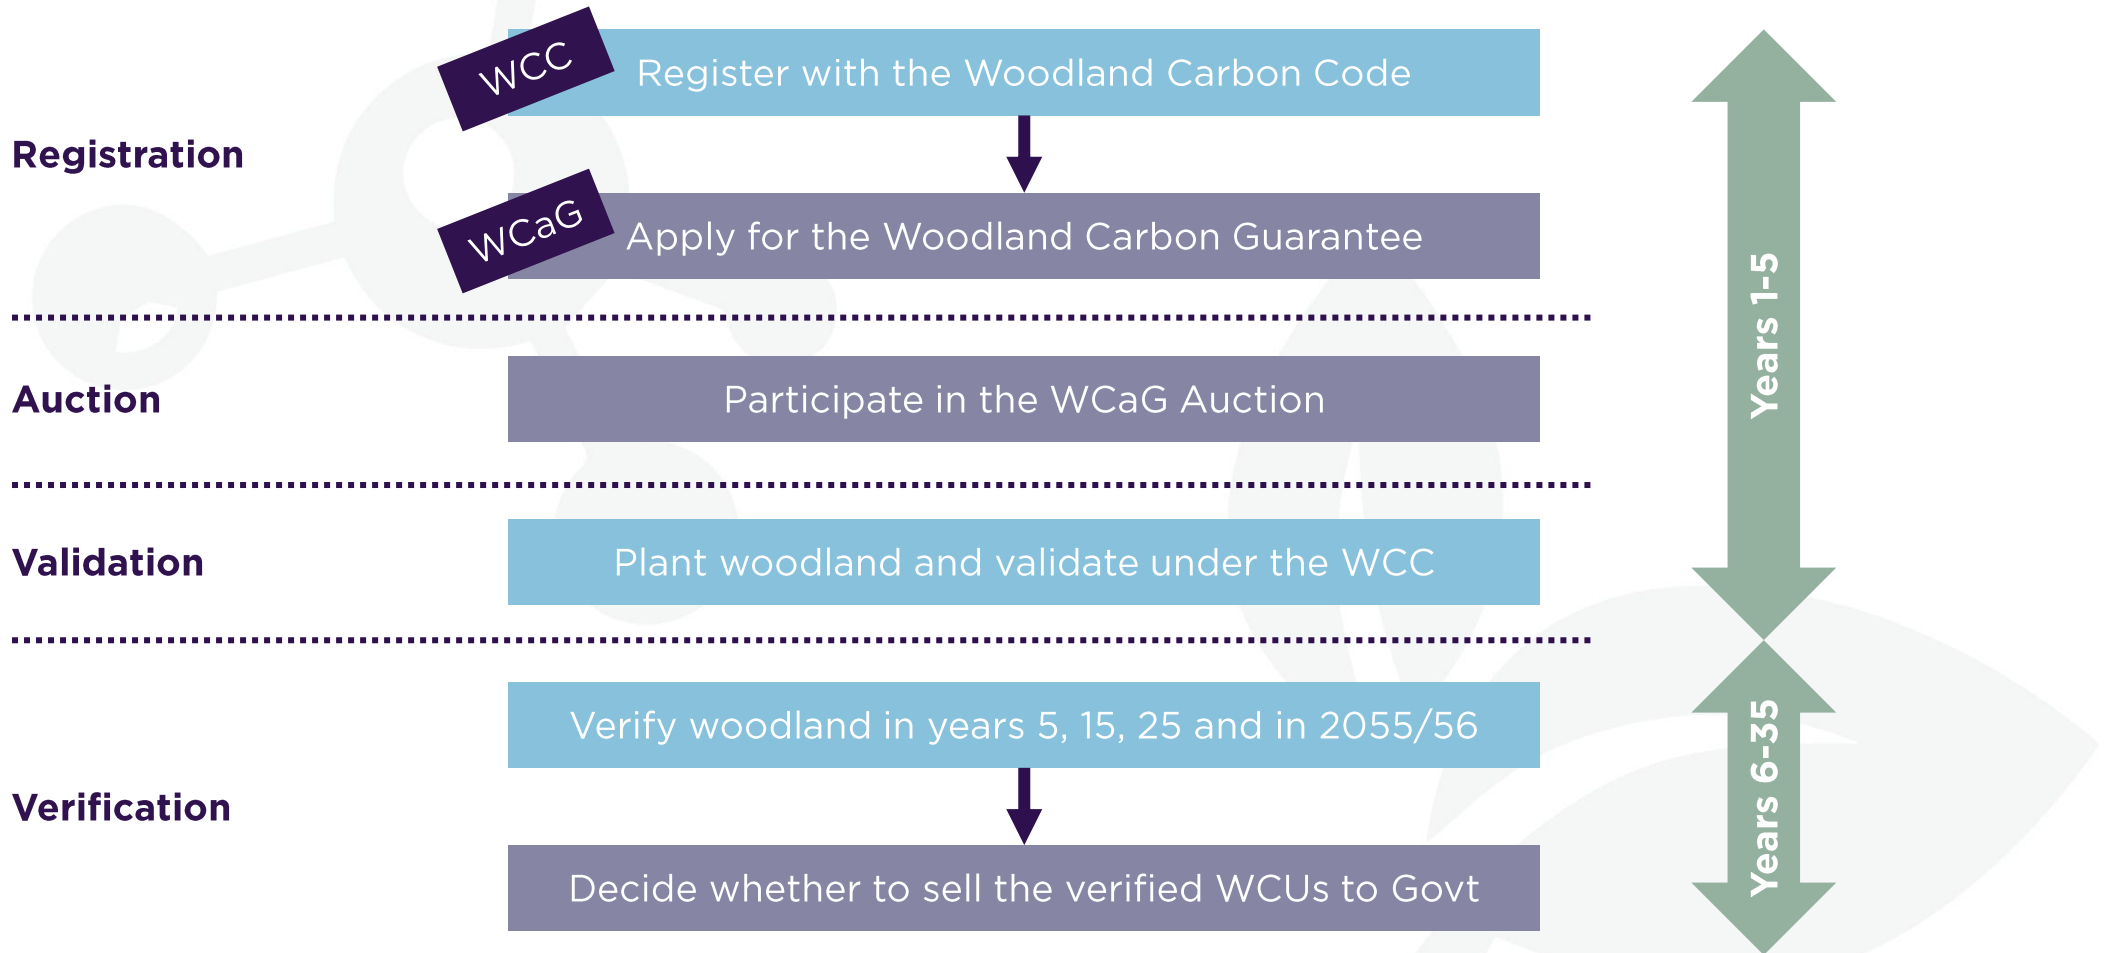 WCC
Register with the Woodland Carbon Code
Registration
WCaG
Apply for the Woodland Carbon Guarantee
Years 1-5
Auction
Participate in the WCaG Auction
Validation
Plant woodland and validate under the WCC
Verify woodland in years 5, 15, 25 and in 2055/56
Verification
Years 6-35
Decide whether to sell the verified WCUs to Govt